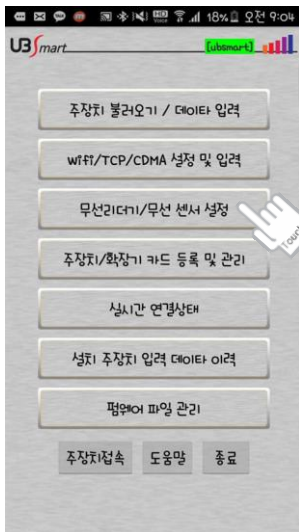 18% 오전 9:04
UBSmart
[ubsmart]
주장치 불러오기 / 데이타 입력
wifi/TCP/CDMA 설정 및 입력
무선리더기/무선 센서 설정
Touch
주장치/확장기 카드 등록 및 관리
실시간 연결상태
설치 주장치 입력 데이타 이력
펌웨어 파일 관리
주장치접속 도움말 종료